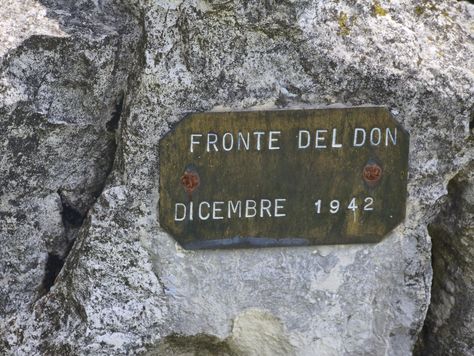 FRONTE DEL DON
DICEMBRE 1942